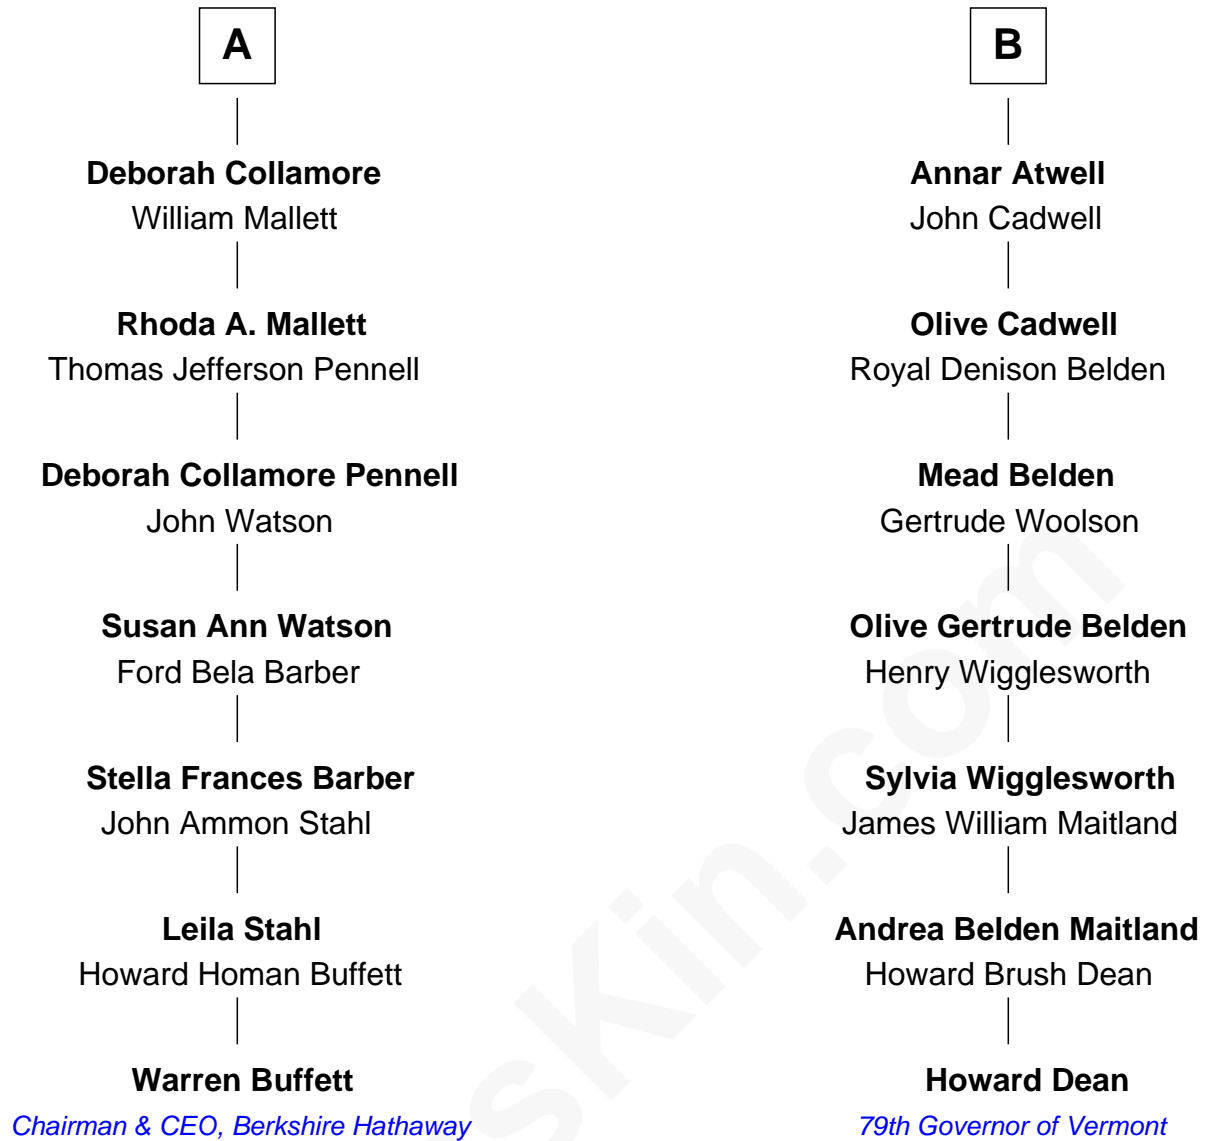 A
Deborah Collamore
William Mallett
Rhoda A. Mallett
Thomas Jefferson Pennell
Deborah Collamore Pennell
John Watson
Susan Ann Watson
Ford Bela Barber
Stella Frances Barber
John Ammon Stahl
Leila Stahl
Howard Homan Buffett
Warren Buffett
Chairman & CEO, Berkshire Hathaway
B
Annar Atwell
John Cadwell
Olive Cadwell
Royal Denison Belden
Mead Belden
Gertrude Woolson
Olive Gertrude Belden
Henry Wigglesworth
Sylvia Wigglesworth
James William Maitland
Andrea Belden Maitland
Howard Brush Dean
Howard Dean
79th Governor of Vermont
sKin.com